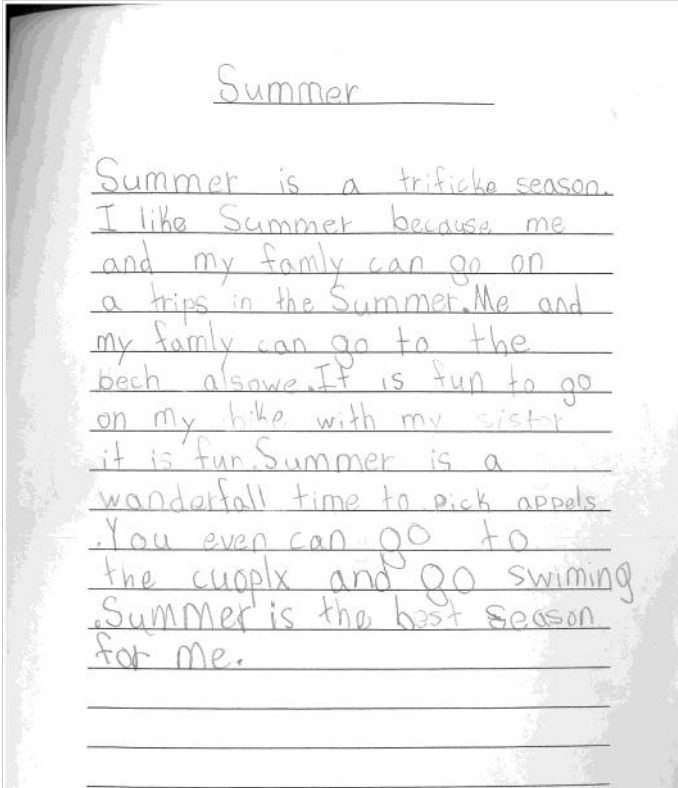 Summer
Summer is a trificke season.
I like Summer because me
and my famly can go on
a trips in the Summer. Me and
my famly can go to the
bech alsowe. It is fun to go
on my bike with my sistor
it is fun. Summer is a
wanderfall time to pick appels
. You even can go to
the cuoplx and go swiming
. Summer is the best season
for me.